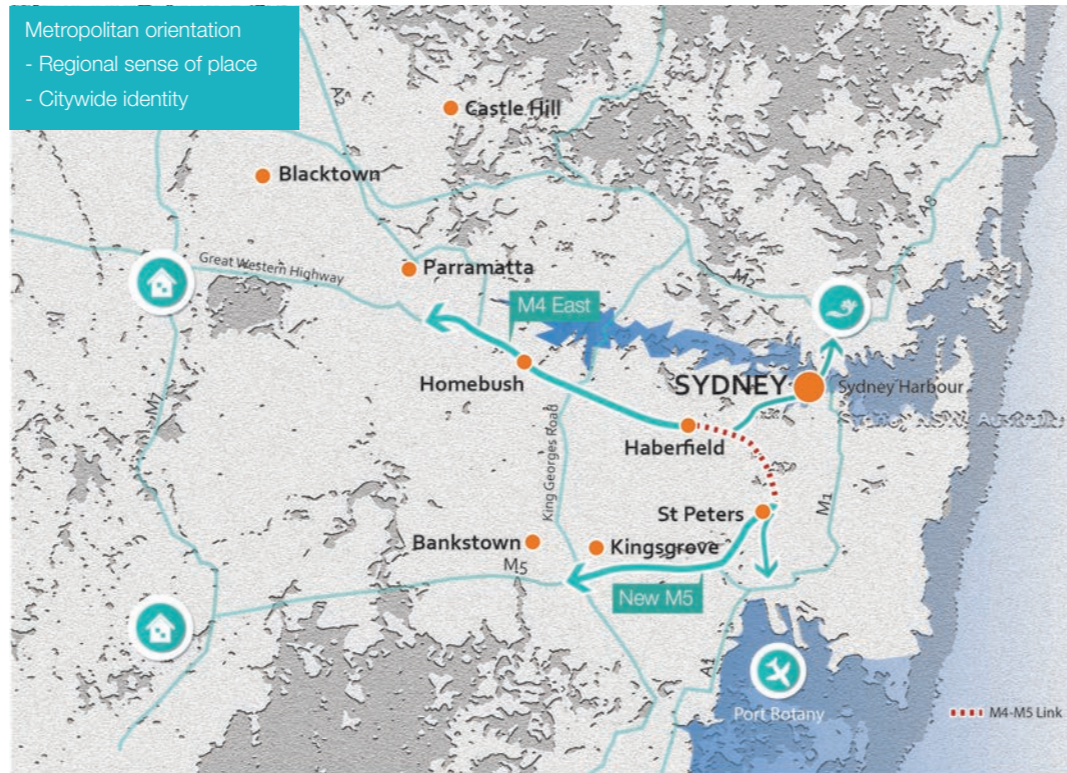 Metropolitan orientation
- Regional sense of place
- Citywide identity
A2
Castle Hill
Blacktown
A8
Great Western Highway
Parramatta
M2
M4 East
Homebush
SYDNEY
Sydney Harbour
M7
King Georges Road
Haberfield
M1
St Peters
Bankstown
Kingsgrove
M5
New M5
A1
Port Botany
M4-M5 Link